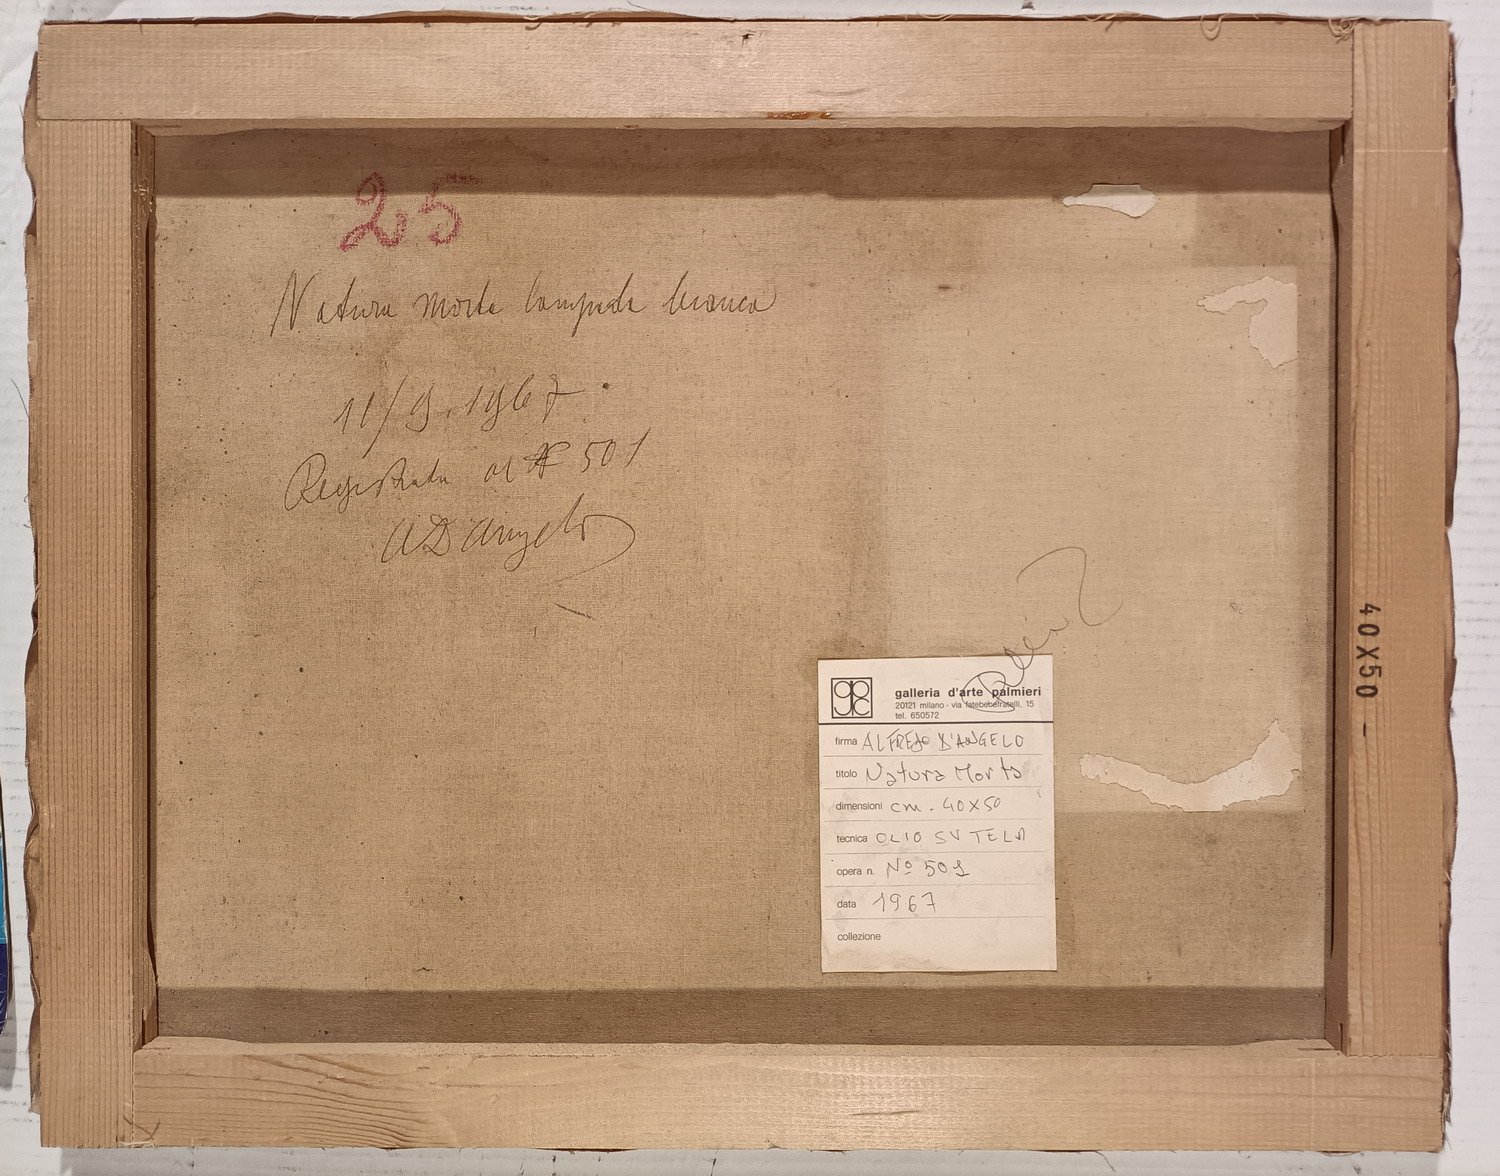 25
Natura morta lampada bianca
11/9.1967.
Registrata al N° 501
A D'Angelo
40X50 -
galleria d'arte palmieri
20121 milano - via fatebenefratelli, 15
tel. 650572
firma ALFREDO D'ANGELO
titolo Natura Morta
dimensioni cm. 40X50
tecnica OLIO SU TELA
opera n. Nº 501
data 1967
collezione